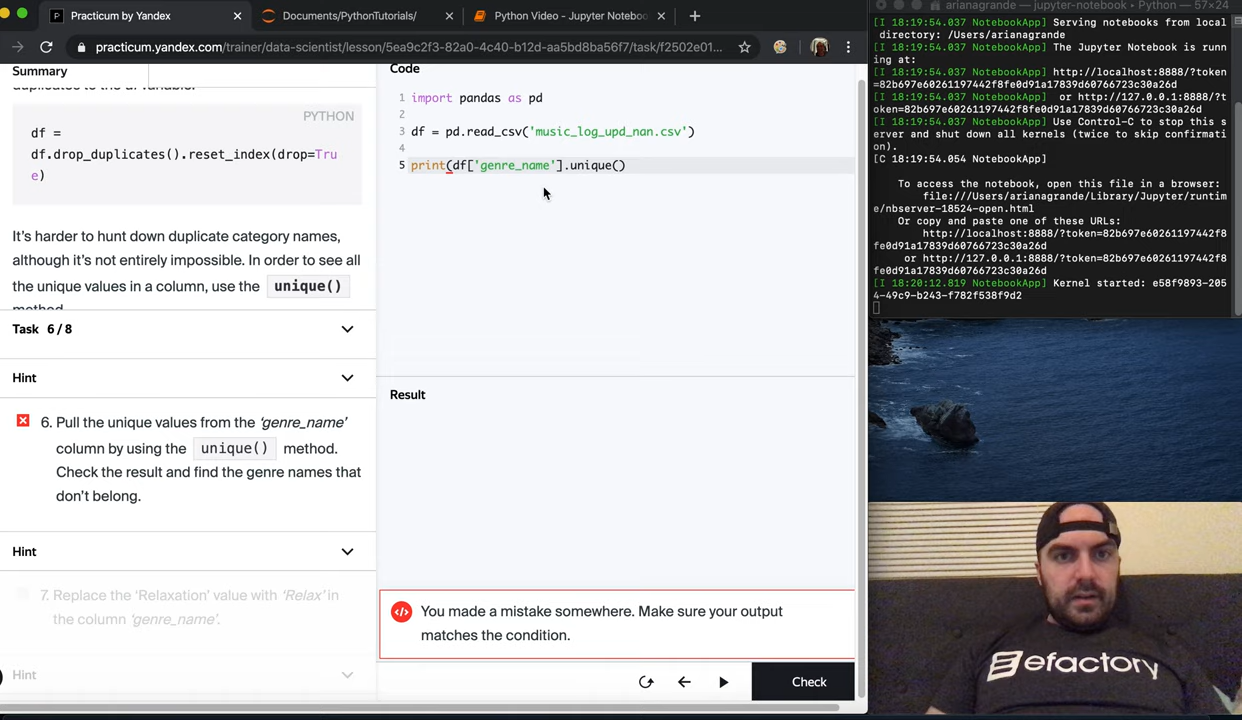 Practicum by Yandex
Documents/PythonTutorials/
Python Video - Jupyter Noteboo
practicum.yandex.com/trainer/data-scientist/lesson/5ea9c2f3-82a0-4c40-b12d-aa5bd8ba56f7/task/f2502e01...
Summary
duplicates to the df variable.
PYTHON
df =
df.drop_duplicates().reset_index(drop=Tru
e)
It's harder to hunt down duplicate category names,
although it's not entirely impossible. In order to see all
the unique values in a column, use the unique()
method.
Task 6 / 8
Hint
6. Pull the unique values from the 'genre_name'
column by using the unique() method.
Check the result and find the genre names that
don't belong.
Hint
7. Replace the 'Relaxation' value with 'Relax' in
the column 'genre_name'.
Hint
Code
1 import pandas as pd
2
3 df = pd.read_csv('music_log_upd_nan.csv')
4
5 print(df['genre_name'].unique()
Result
You made a mistake somewhere. Make sure your output
matches the condition.
Check
arianagrande — jupyter-notebook • Python — 57×24
[I 18:19:54.037 NotebookApp] Serving notebooks from local
directory: /Users/arianagrande
[I 18:19:54.037 NotebookApp] The Jupyter Notebook is runn
ing at:
[I 18:19:54.037 NotebookApp] http://localhost:8888/?token
=82b697e60261197442f8fe0d91a17839d60766723c30a26d
[I 18:19:54.037 NotebookApp] or http://127.0.0.1:8888/?t
oken=82b697e60261197442f8fe0d91a17839d60766723c30a26d
[I 18:19:54.037 NotebookApp] Use Control-C to stop this s
erver and shut down all kernels (twice to skip confirmati
on).
[C 18:19:54.054 NotebookApp]
To access the notebook, open this file in a browser:
file:///Users/arianagrande/Library/Jupyter/runtim
e/nbserver-18524-open.html
Or copy and paste one of these URLs:
http://localhost:8888/?token=82b697e60261197442f8
fe0d91a17839d60766723c30a26d
or http://127.0.0.1:8888/?token=82b697e60261197442f8
fe0d91a17839d60766723c30a26d
[I 18:20:12.819 NotebookApp] Kernel started: e58f9893-205
4-49c9-b243-f782f538f9d2
efactory